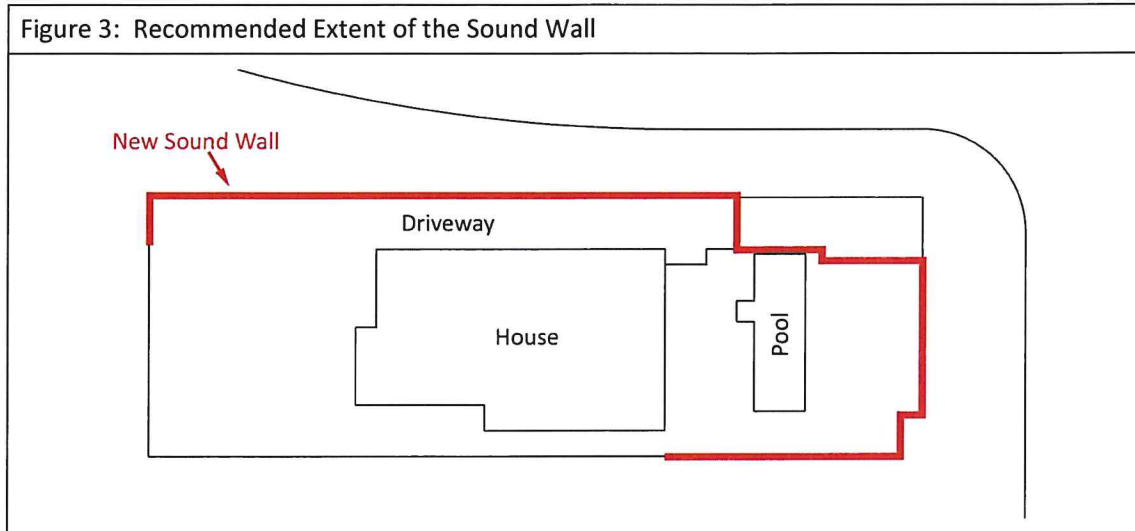 Figure 3: Recommended Extent of the Sound Wall
New Sound Wall
Driveway
House
Pool